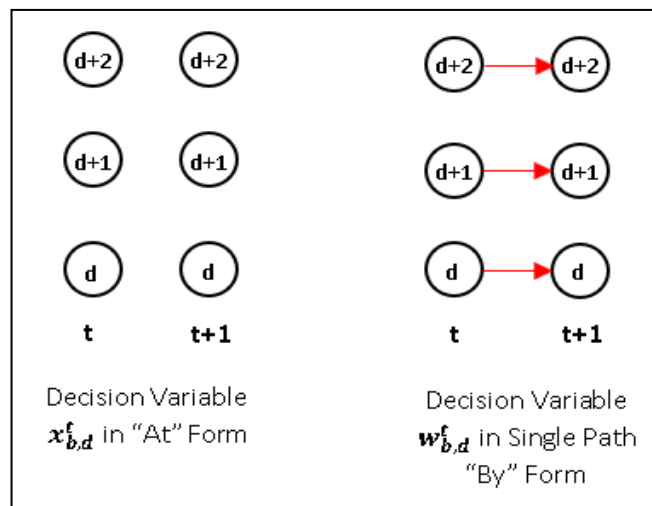 d+2 d+2 d+2 d+2
d+1 d+1 d+1 d+1
d d d d
t t+1 t t+1
Decision Variable
x^t_{b,d} in "At" Form
Decision Variable
w^t_{b,d} in Single Path
"By" Form